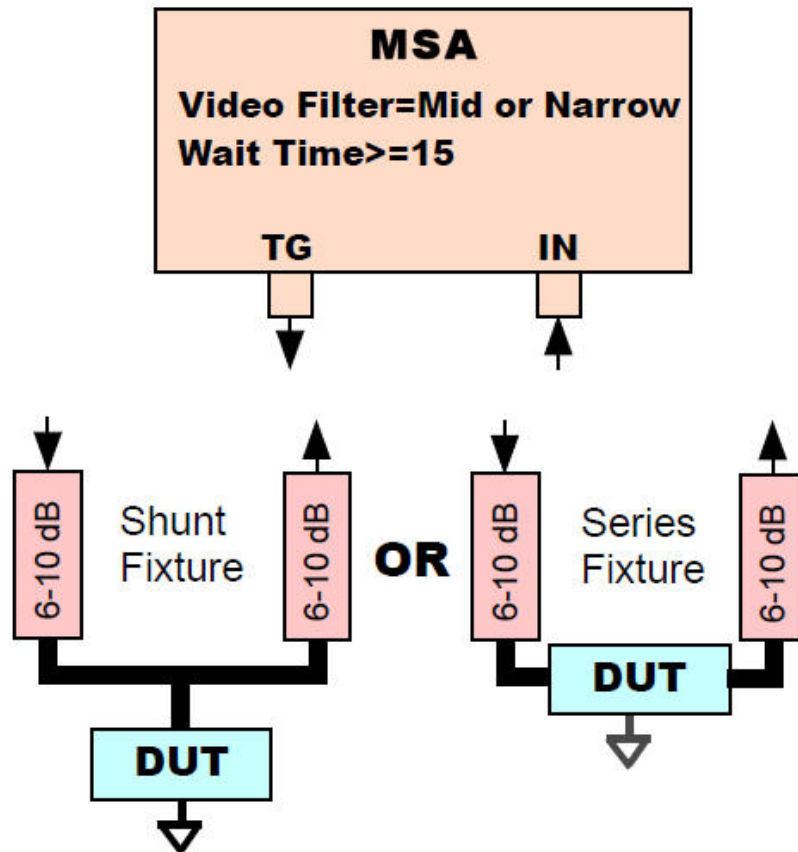 MSA
Video Filter=Mid or Narrow
Wait Time>=15
TG IN
6-10 dB
Shunt
Fixture
6-10 dB
OR
6-10 dB
Series
Fixture
6-10 dB
DUT
DUT